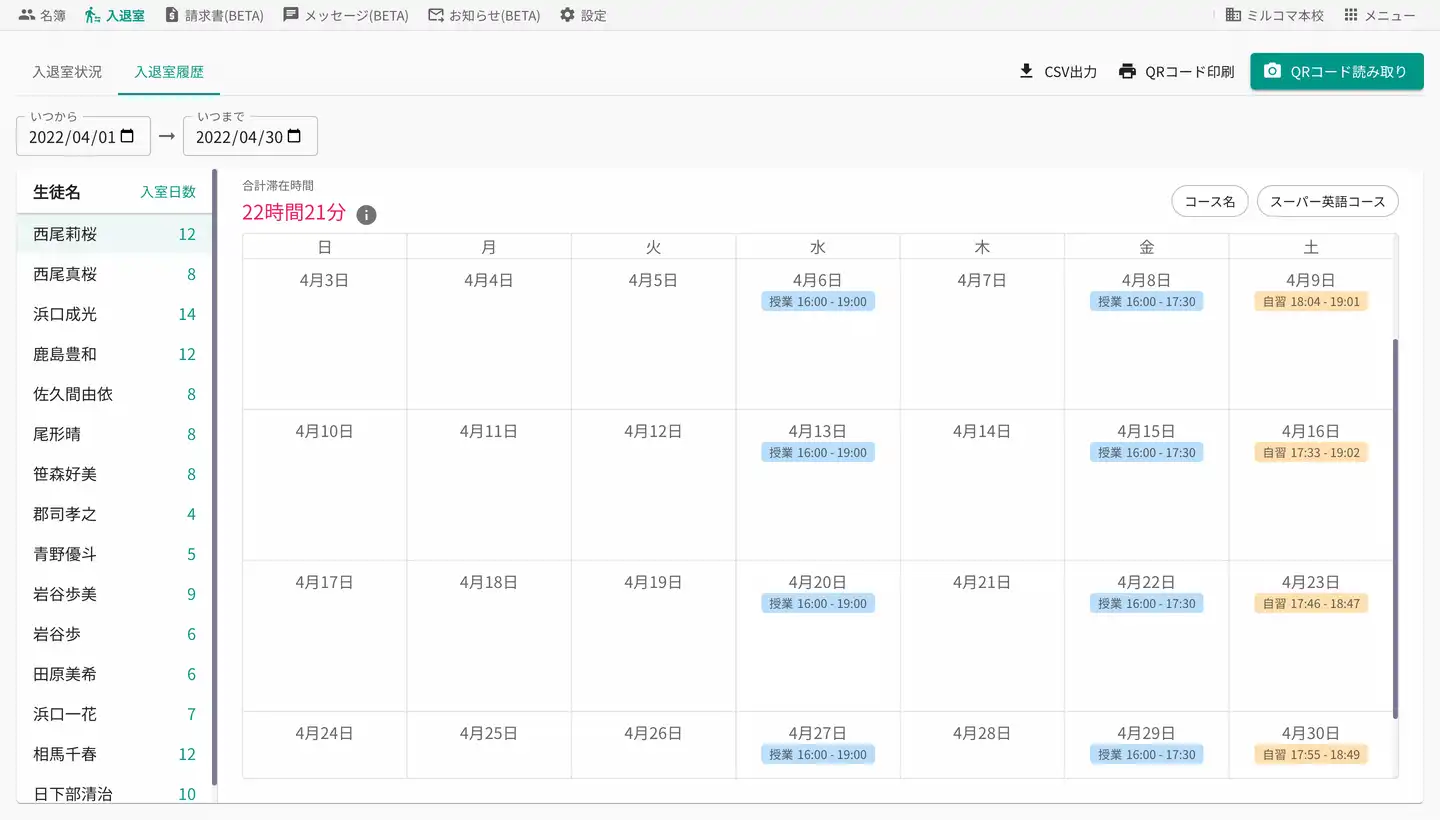 名簿 入退室 請求書(BETA) メッセージ(BETA) お知らせ(BETA) 設定 ミルコマ本校 メニュー
入退室状況 入退室履歴 CSV出力 QRコード印刷 QRコード読み取り
いつから いつまで
2022/04/01 → 2022/04/30
生徒名 入室日数
西尾莉桜 12
西尾真桜 8
浜口成光 14
鹿島豊和 12
佐久間由依 8
尾形晴 8
笹森好美 8
郡司孝之 4
青野優斗 5
岩谷歩美 9
岩谷歩 6
田原美希 6
浜口一花 7
相馬千春 12
日下部清治 10
合計滞在時間
22時間21分
コース名 スーパー英語コース
日 月 火 水 木 金 土
4月3日 4月4日 4月5日 4月6日 4月7日 4月8日 4月9日
授業 16:00 - 19:00 授業 16:00 - 17:30 自習 18:04 - 19:01
4月10日 4月11日 4月12日 4月13日 4月14日 4月15日 4月16日
授業 16:00 - 19:00 授業 16:00 - 17:30 自習 17:33 - 19:02
4月17日 4月18日 4月19日 4月20日 4月21日 4月22日 4月23日
授業 16:00 - 19:00 授業 16:00 - 17:30 自習 17:46 - 18:47
4月24日 4月25日 4月26日 4月27日 4月28日 4月29日 4月30日
授業 16:00 - 19:00 授業 16:00 - 17:30 自習 17:55 - 18:49